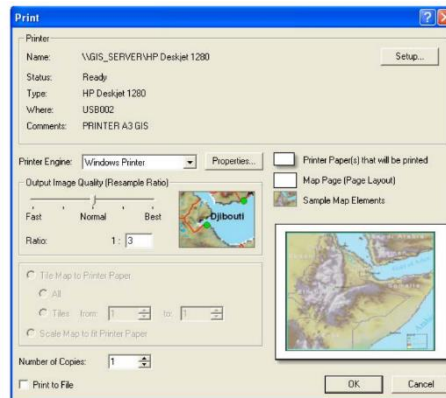 Print
Printer
Name: \\GIS_SERVER\HP Deskjet 1280
Setup...
Status: Ready
Type: HP Deskjet 1280
Where: USB002
Comments: PRINTER A3 GIS
Printer Engine: Windows Printer
Properties...
Printer Paper(s) that will be printed
Map Page (Page Layout)
Sample Map Elements
Output Image Quality (Resample Ratio)
Fast Normal Best
Ratio: 1 : 3
Djibouti
Tile Map to Printer Paper
All
Tiles from: 1 to: 1
Scale Map to fit Printer Paper
Number of Copies: 1
Print to File
OK
Cancel